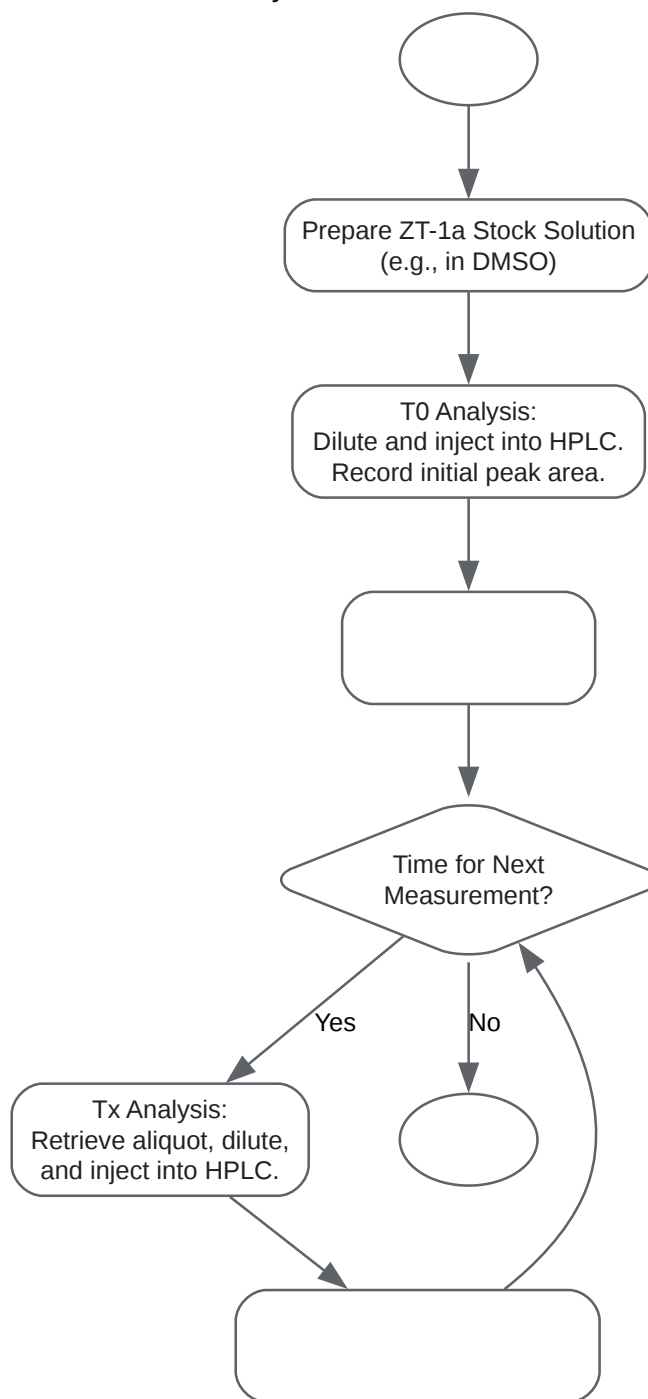 Prepare ZT-1a Stock Solution
(e.g., in DMSO)
T0 Analysis:
Dilute and inject into HPLC.
Record initial peak area.
Time for Next
Measurement?
Yes
No
Tx Analysis:
Retrieve aliquot, dilute,
and inject into HPLC.